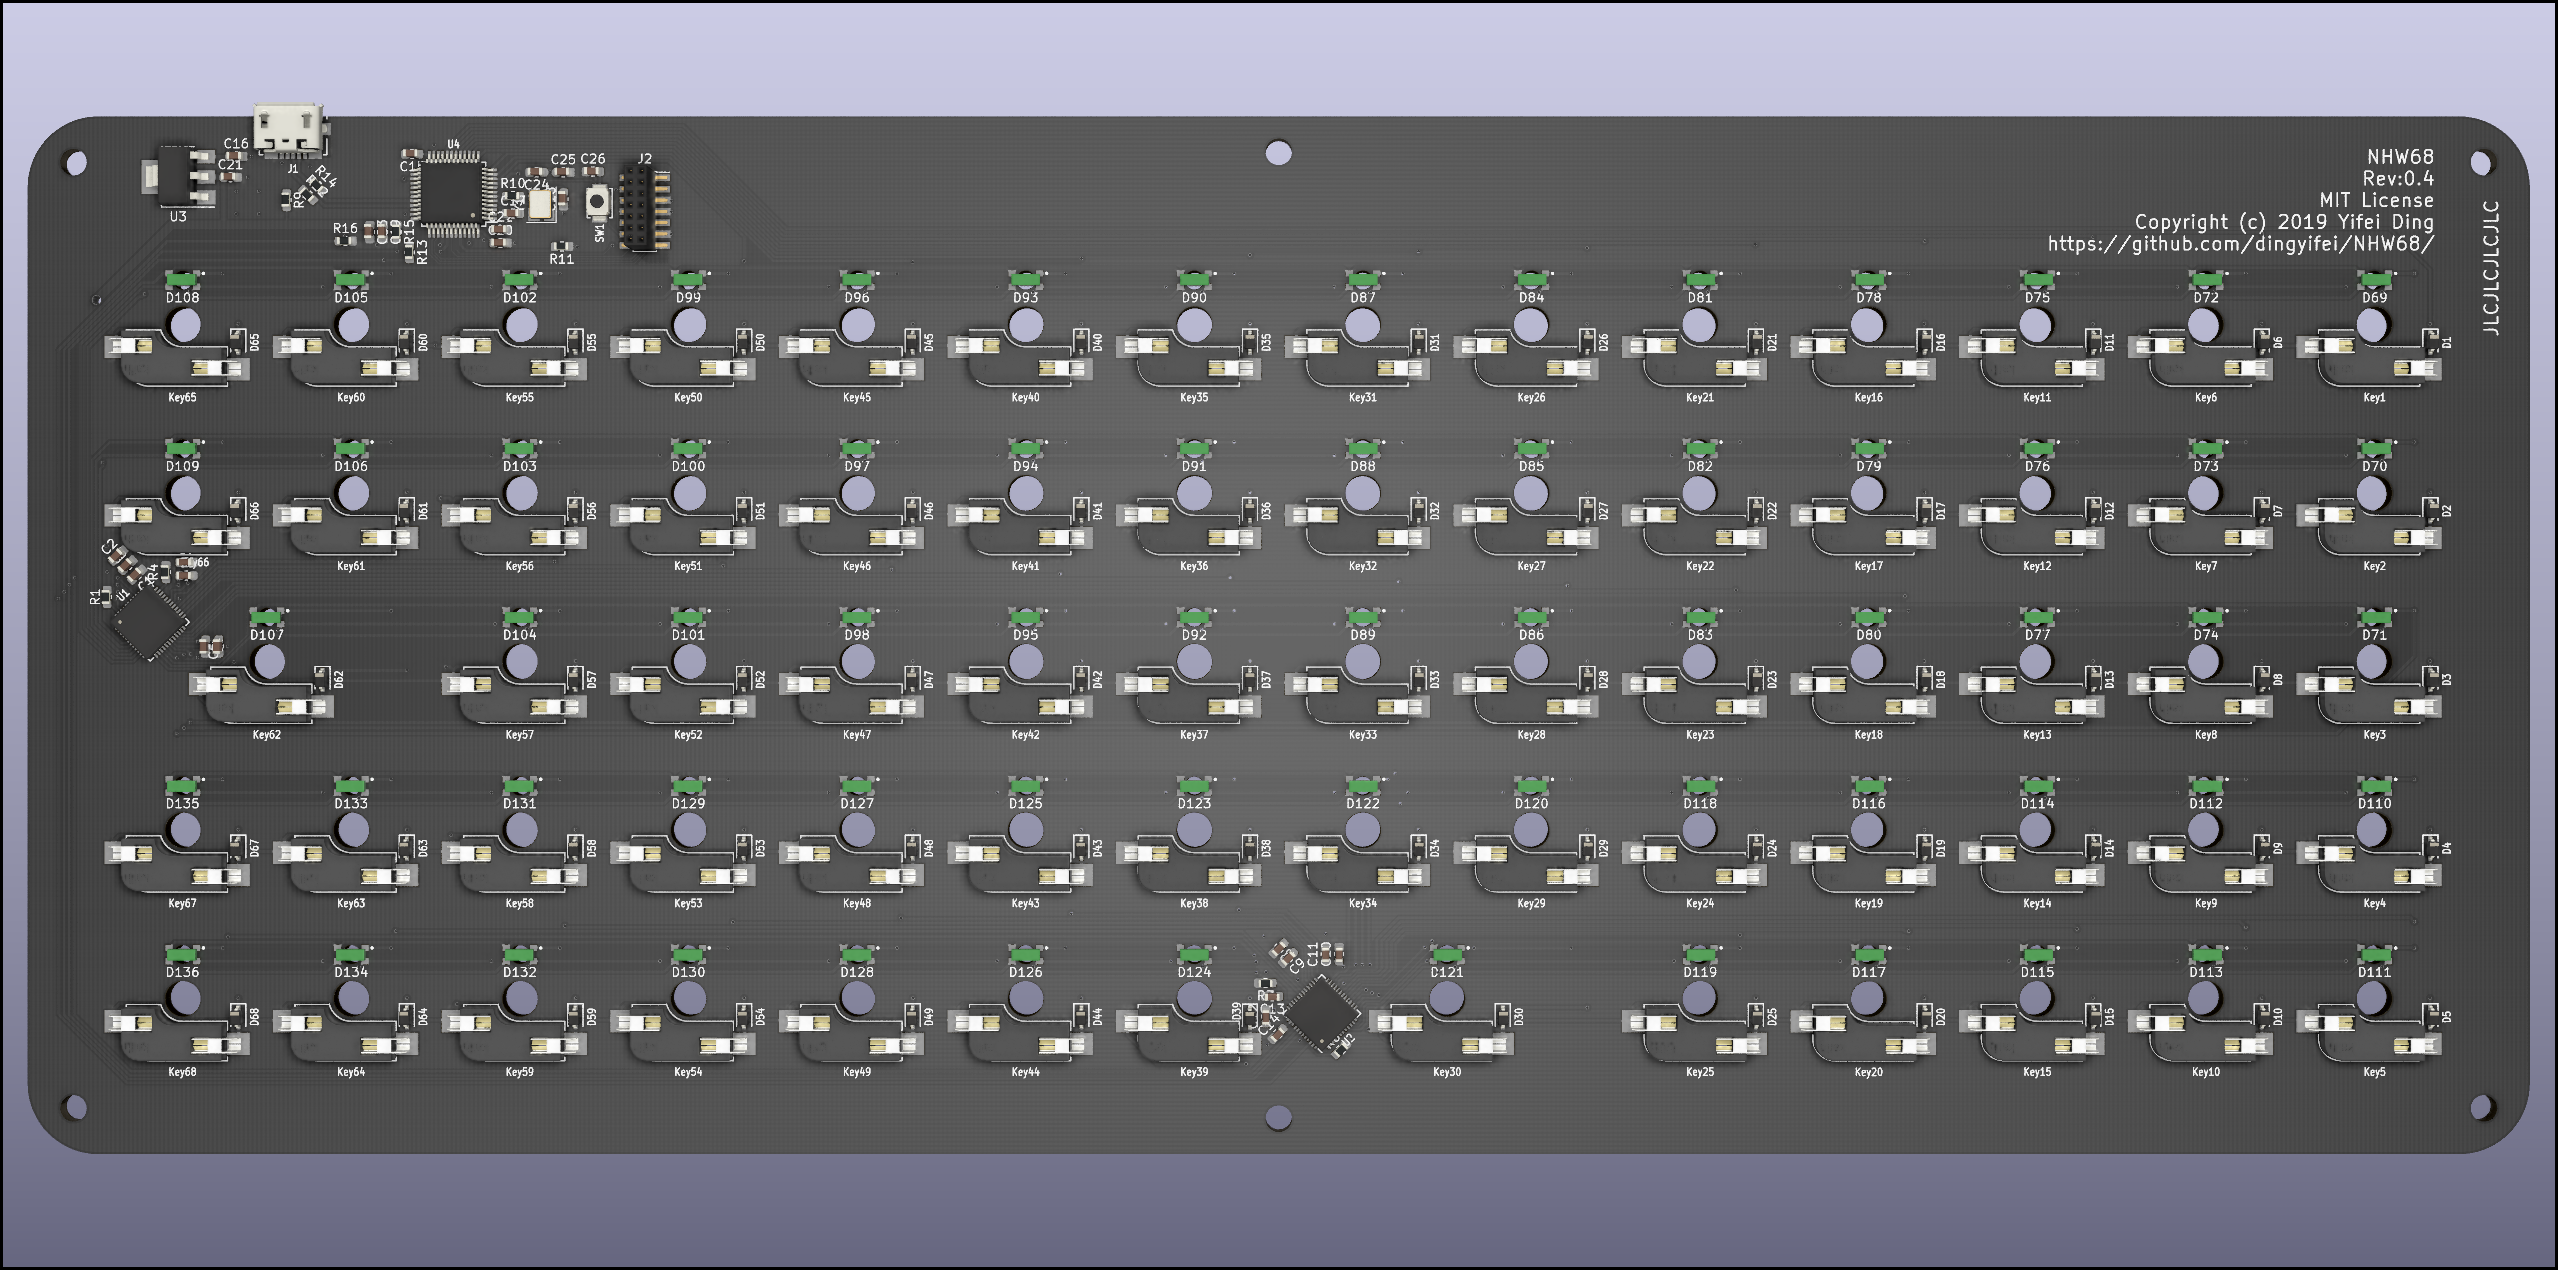 NHW68
Rev:0.4
MIT License
Copyright (c) 2019 Yifei Ding
https://github.com/dingyifei/NHW68/
JLCJLCJLCJLC
C16
C21
U3
J1
R14
R9
U4
R10
C24
C25
C26
J2
SW1
R11
R16
R15
R13
D108 D105 D102 D99 D96 D93 D90 D87 D84 D81 D78 D75 D72 D69
D65 D60 D55 D50 D45 D40 D35 D31 D26 D21 D16 D11 D6 D1
Key65 Key60 Key55 Key50 Key45 Key40 Key35 Key31 Key26 Key21 Key16 Key11 Key6 Key1
D109 D106 D103 D100 D97 D94 D91 D88 D85 D82 D79 D76 D73 D70
D66 D61 D56 D51 D46 D41 D36 D32 D27 D22 D17 D12 D7 D2
Key61 Key56 Key51 Key46 Key41 Key36 Key32 Key27 Key22 Key17 Key12 Key7 Key2
C2
R4
R1
U1
D107 D104 D101 D98 D95 D92 D89 D86 D83 D80 D77 D74 D71
D62 D57 D52 D47 D42 D37 D33 D28 D23 D18 D13 D8 D3
Key62 Key57 Key52 Key47 Key42 Key37 Key33 Key28 Key23 Key18 Key13 Key8 Key3
D135 D133 D131 D129 D127 D125 D123 D122 D120 D118 D116 D114 D112 D110
D67 D63 D58 D53 D48 D43 D38 D34 D29 D24 D19 D14 D9 D4
Key67 Key63 Key58 Key53 Key48 Key43 Key38 Key34 Key29 Key24 Key19 Key14 Key9 Key4
C9
C11
D136 D134 D132 D130 D128 D126 D124 D121 D119 D117 D115 D113 D111
D68 D64 D59 D54 D49 D44 D39 D30 D25 D20 D15 D10 D5
Key68 Key64 Key59 Key54 Key49 Key44 Key39 Key30 Key25 Key20 Key15 Key10 Key5